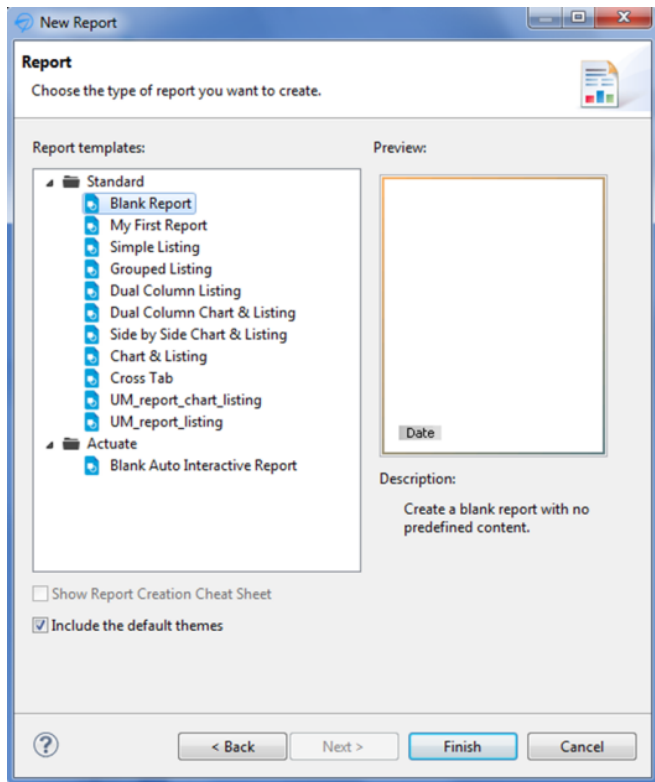 New Report
Report
Choose the type of report you want to create.
Report templates:
Standard
Blank Report
My First Report
Simple Listing
Grouped Listing
Dual Column Listing
Dual Column Chart & Listing
Side by Side Chart & Listing
Chart & Listing
Cross Tab
UM_report_chart_listing
UM_report_listing
Actuate
Blank Auto Interactive Report
Preview:
Date
Description:
Create a blank report with no
predefined content.
Show Report Creation Cheat Sheet
Include the default themes
< Back
Next >
Finish
Cancel